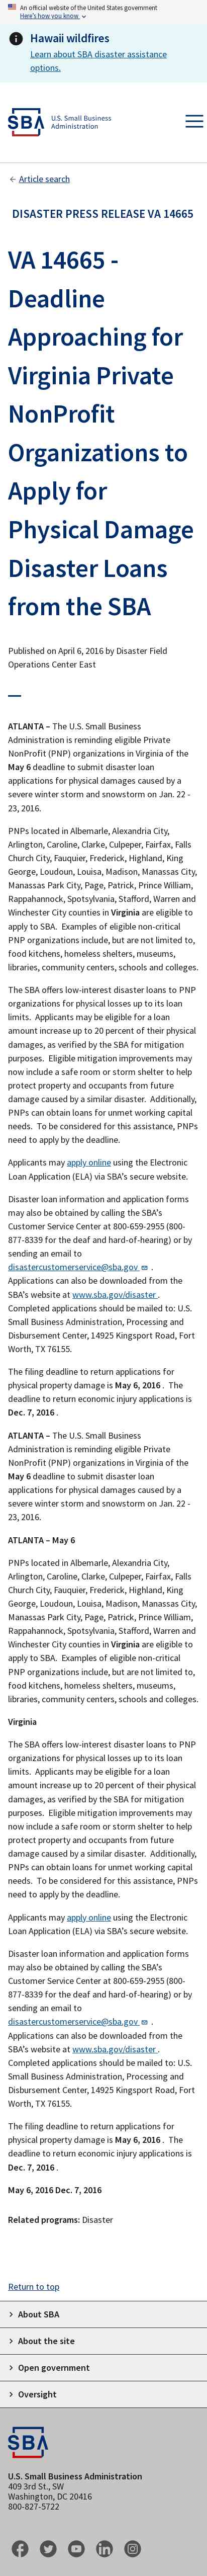 An official website of the United States government
Here's how you know
Hawaii wildfires
Learn about SBA disaster assistance
options.
SBA
U.S. Small Business
Administration
Article search
DISASTER PRESS RELEASE VA 14665
VA 14665 -
Deadline
Approaching for
Virginia Private
NonProfit
Organizations to
Apply for
Physical Damage
Disaster Loans
from the SBA
Published on April 6, 2016 by Disaster Field
Operations Center East
ATLANTA – The U.S. Small Business
Administration is reminding eligible Private
NonProfit (PNP) organizations in Virginia of the
May 6 deadline to submit disaster loan
applications for physical damages caused by a
severe winter storm and snowstorm on Jan. 22 -
23, 2016.
PNPs located in Albemarle, Alexandria City,
Arlington, Caroline, Clarke, Culpeper, Fairfax, Falls
Church City, Fauquier, Frederick, Highland, King
George, Loudoun, Louisa, Madison, Manassas City,
Manassas Park City, Page, Patrick, Prince William,
Rappahannock, Spotsylvania, Stafford, Warren and
Winchester City counties in Virginia are eligible to
apply to SBA.  Examples of eligible non-critical
PNP organizations include, but are not limited to,
food kitchens, homeless shelters, museums,
libraries, community centers, schools and colleges.
The SBA offers low-interest disaster loans to PNP
organizations for physical losses up to its loan
limits.  Applicants may be eligible for a loan
amount increase up to 20 percent of their physical
damages, as verified by the SBA for mitigation
purposes.  Eligible mitigation improvements may
now include a safe room or storm shelter to help
protect property and occupants from future
damage caused by a similar disaster.  Additionally,
PNPs can obtain loans for unmet working capital
needs.  To be considered for this assistance, PNPs
need to apply by the deadline.
Applicants may apply online using the Electronic
Loan Application (ELA) via SBA's secure website.
Disaster loan information and application forms
may also be obtained by calling the SBA's
Customer Service Center at 800-659-2955 (800-
877-8339 for the deaf and hard-of-hearing) or by
sending an email to
disastercustomerservice@sba.gov .
Applications can also be downloaded from the
SBA's website at www.sba.gov/disaster .
Completed applications should be mailed to: U.S.
Small Business Administration, Processing and
Disbursement Center, 14925 Kingsport Road, Fort
Worth, TX 76155.
The filing deadline to return applications for
physical property damage is May 6, 2016 .  The
deadline to return economic injury applications is
Dec. 7, 2016 .
ATLANTA – The U.S. Small Business
Administration is reminding eligible Private
NonProfit (PNP) organizations in Virginia of the
May 6 deadline to submit disaster loan
applications for physical damages caused by a
severe winter storm and snowstorm on Jan. 22 -
23, 2016.
ATLANTA – May 6
PNPs located in Albemarle, Alexandria City,
Arlington, Caroline, Clarke, Culpeper, Fairfax, Falls
Church City, Fauquier, Frederick, Highland, King
George, Loudoun, Louisa, Madison, Manassas City,
Manassas Park City, Page, Patrick, Prince William,
Rappahannock, Spotsylvania, Stafford, Warren and
Winchester City counties in Virginia are eligible to
apply to SBA.  Examples of eligible non-critical
PNP organizations include, but are not limited to,
food kitchens, homeless shelters, museums,
libraries, community centers, schools and colleges.
Virginia
The SBA offers low-interest disaster loans to PNP
organizations for physical losses up to its loan
limits.  Applicants may be eligible for a loan
amount increase up to 20 percent of their physical
damages, as verified by the SBA for mitigation
purposes.  Eligible mitigation improvements may
now include a safe room or storm shelter to help
protect property and occupants from future
damage caused by a similar disaster.  Additionally,
PNPs can obtain loans for unmet working capital
needs.  To be considered for this assistance, PNPs
need to apply by the deadline.
Applicants may apply online using the Electronic
Loan Application (ELA) via SBA's secure website.
Disaster loan information and application forms
may also be obtained by calling the SBA's
Customer Service Center at 800-659-2955 (800-
877-8339 for the deaf and hard-of-hearing) or by
sending an email to
disastercustomerservice@sba.gov .
Applications can also be downloaded from the
SBA's website at www.sba.gov/disaster .
Completed applications should be mailed to: U.S.
Small Business Administration, Processing and
Disbursement Center, 14925 Kingsport Road, Fort
Worth, TX 76155.
The filing deadline to return applications for
physical property damage is May 6, 2016 .  The
deadline to return economic injury applications is
Dec. 7, 2016 .
May 6, 2016 Dec. 7, 2016
Related programs: Disaster
Return to top
About SBA
About the site
Open government
Oversight
SBA
U.S. Small Business Administration
409 3rd St., SW
Washington, DC 20416
800-827-5722